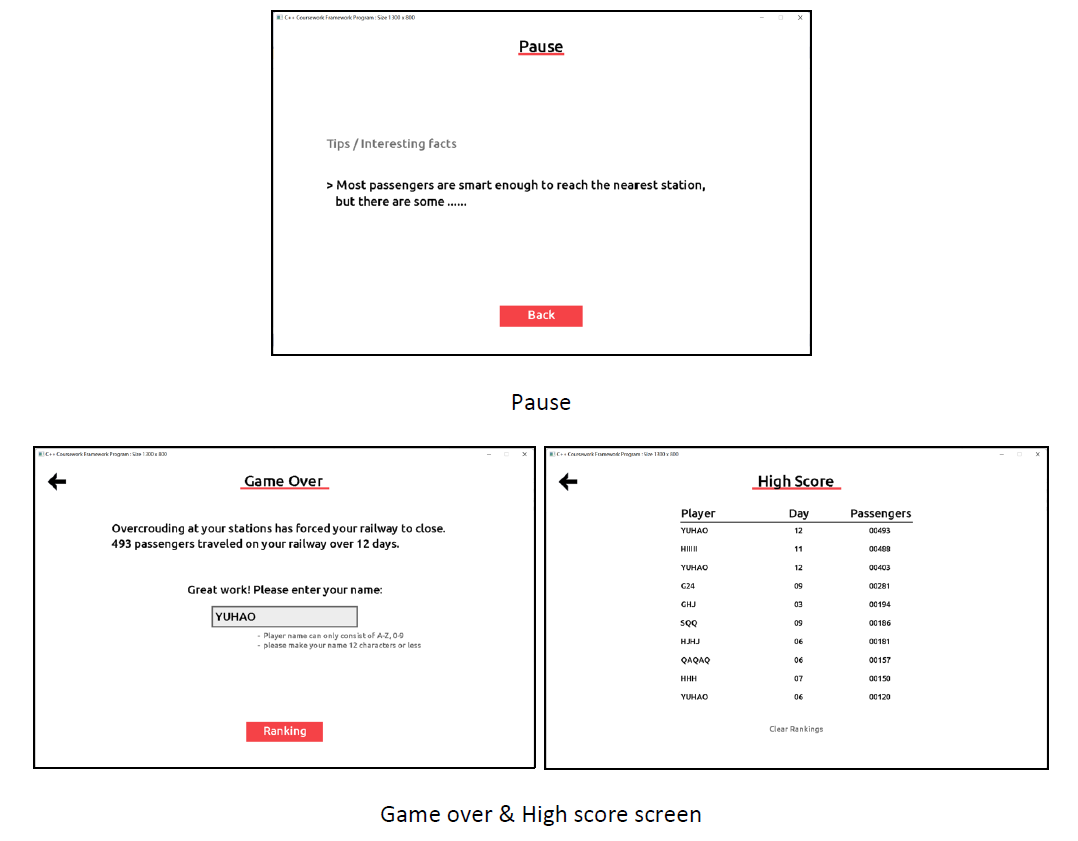 C++ Coursework Framework Program : Size 1300 x 800
Pause
Tips / Interesting facts
> Most passengers are smart enough to reach the nearest station,
but there are some ......
Back
Pause
C++ Coursework Framework Program : Size 1300 x 800
Game Over
Overcrouding at your stations has forced your railway to close.
493 passengers traveled on your railway over 12 days.
Great work! Please enter your name:
YUHAO
- Player name can only consist of A-Z, 0-9
- please make your name 12 characters or less
Ranking
C++ Coursework Framework Program : Size 1300 x 800
High Score
Player Day Passengers
YUHAO 12 00493
HIIIII 11 00488
YUHAO 12 00403
G24 09 00281
GHJ 03 00194
SQQ 09 00186
HJHJ 06 00181
QAQAQ 06 00157
HHH 07 00150
YUHAO 06 00120
Clear Rankings
Game over & High score screen